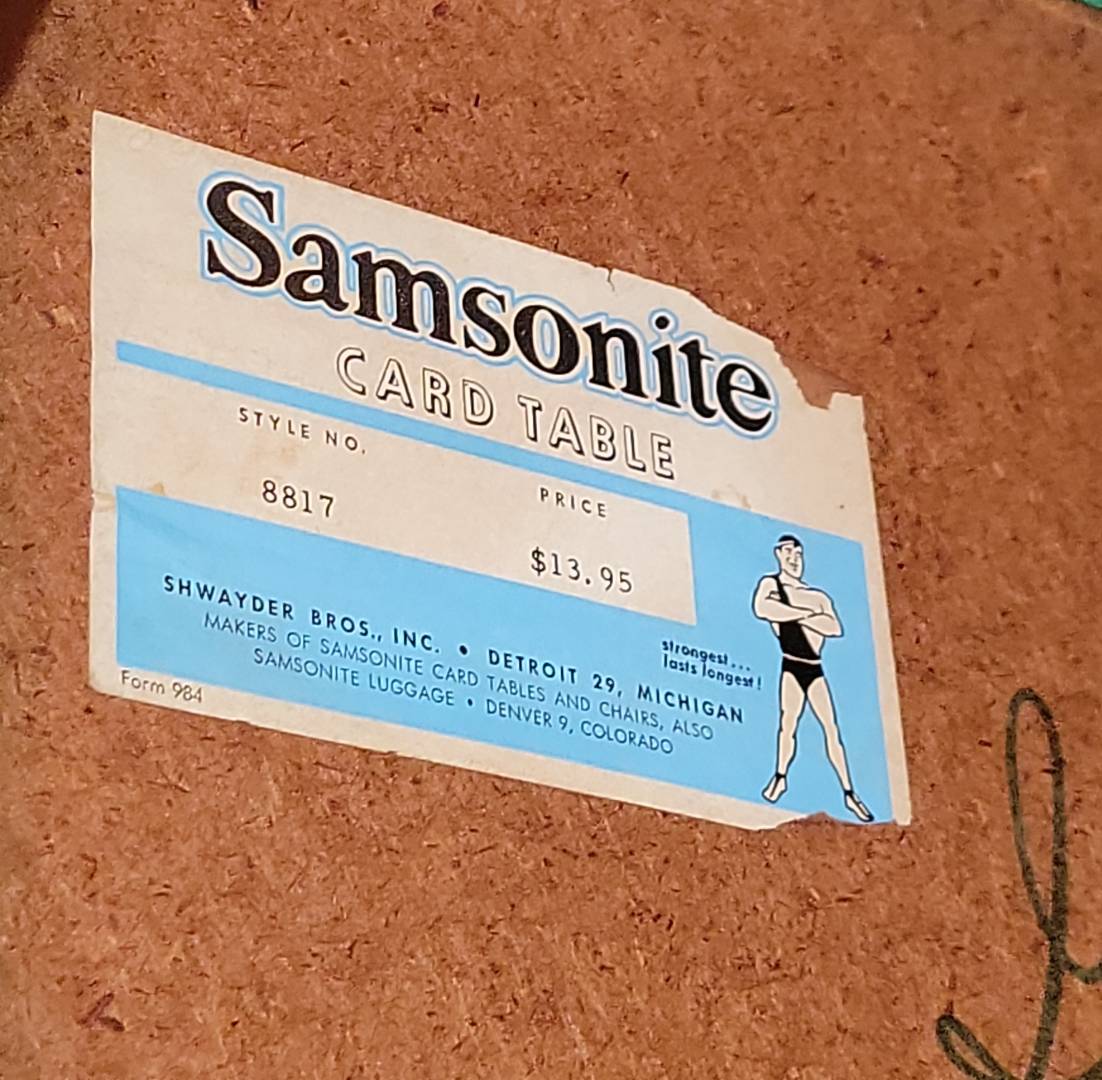 Samsonite
CARD TABLE
STYLE NO.
8817
PRICE
$13.95
strongest...
lasts longest!
SHWAYDER BROS., INC. • DETROIT 29, MICHIGAN
MAKERS OF SAMSONITE CARD TABLES AND CHAIRS, ALSO
SAMSONITE LUGGAGE • DENVER 9, COLORADO
Form 984